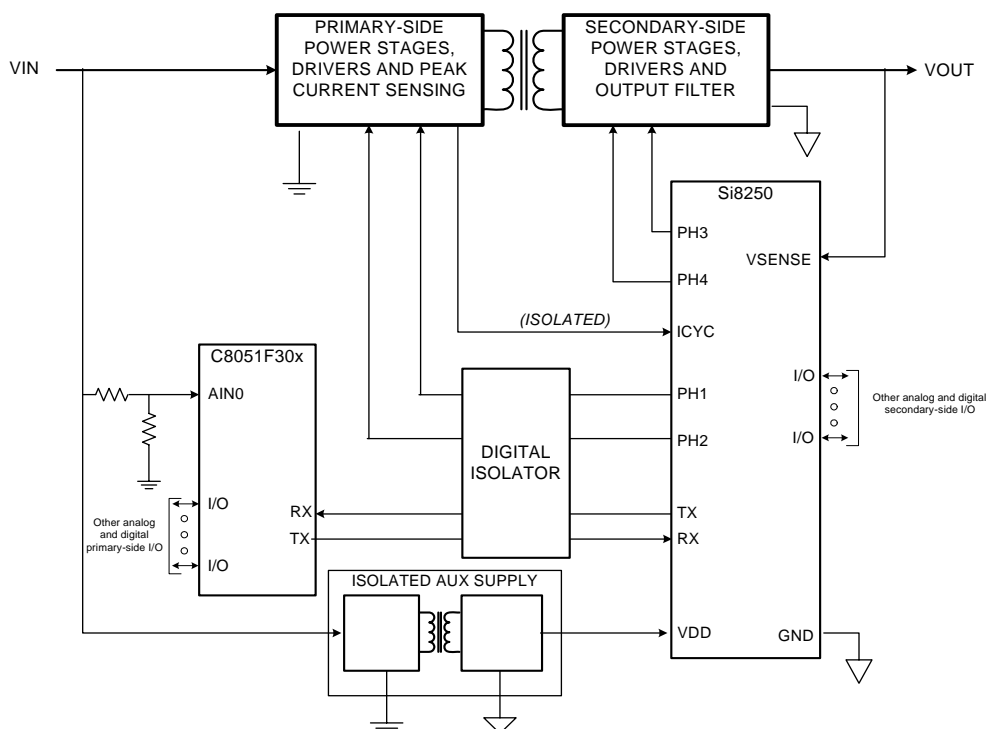 PRIMARY-SIDE
POWER STAGES,
DRIVERS AND PEAK
CURRENT SENSING
SECONDARY-SIDE
POWER STAGES,
DRIVERS AND
OUTPUT FILTER
VIN
VOUT
Si8250
PH3
VSENSE
PH4
(ISOLATED)
ICYC
C8051F30x
AIN0
PH1
PH2
I/O
I/O
Other analog and digital
secondary-side I/O
DIGITAL
ISOLATOR
I/O
I/O
Other analog
and digital
primary-side I/O
RX
TX
TX
RX
ISOLATED AUX SUPPLY
VDD
GND